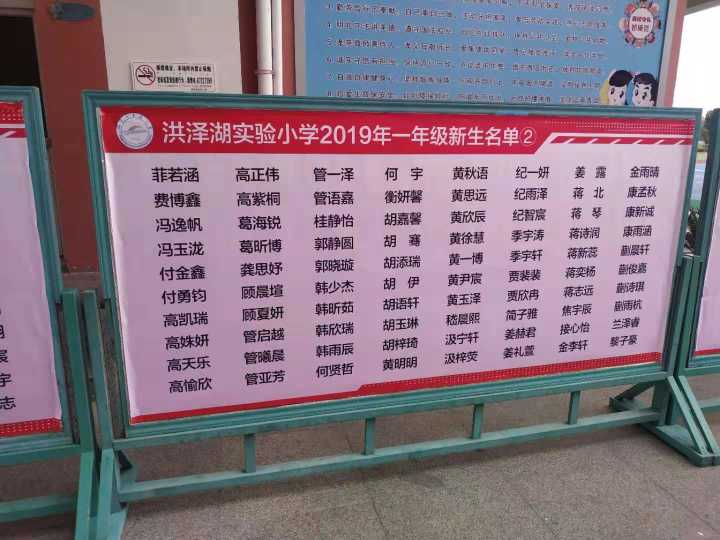 洪泽湖实验小学2019年一年级新生名单②
菲若涵 高正伟 管一泽 何宇 黄秋语 纪一妍 姜露 金雨晴
费博鑫 高紫桐 管语嘉 衡妍馨 黄思远 纪雨泽 蒋北 康孟秋
冯逸帆 葛海锐 桂静怡 胡嘉馨 黄欣辰 纪智宸 蒋琴 康新诚
冯玉泷 葛昕博 郭静圆 胡骞 黄徐慧 季宇涛 蒋诗润 康雨涵
付金鑫 龚思妤 郭晓璇 胡添瑞 黄一博 季宇轩 蒋新蕊 蒯晨轩
付勇钧 顾晨瑄 韩少杰 胡伊 黄尹宸 贾裴裴 蒋奕扬 蒯俊嘉
高凯瑞 顾夏妍 韩昕茹 胡语轩 黄玉泽 贾欣冉 蒋志远 蒯诗琪
高姝妍 管启越 韩欣瑞 胡玉琳 嵇晨熙 简子雅 焦宇辰 蒯雨杭
高天乐 管曦晨 韩雨辰 胡梓琦 汲宁轩 姜赫君 接心怡 兰泽睿
高愉欣 管亚芳 何贤哲 黄明明 汲梓荧 姜礼萱 金李轩 黎子豪
志
宇